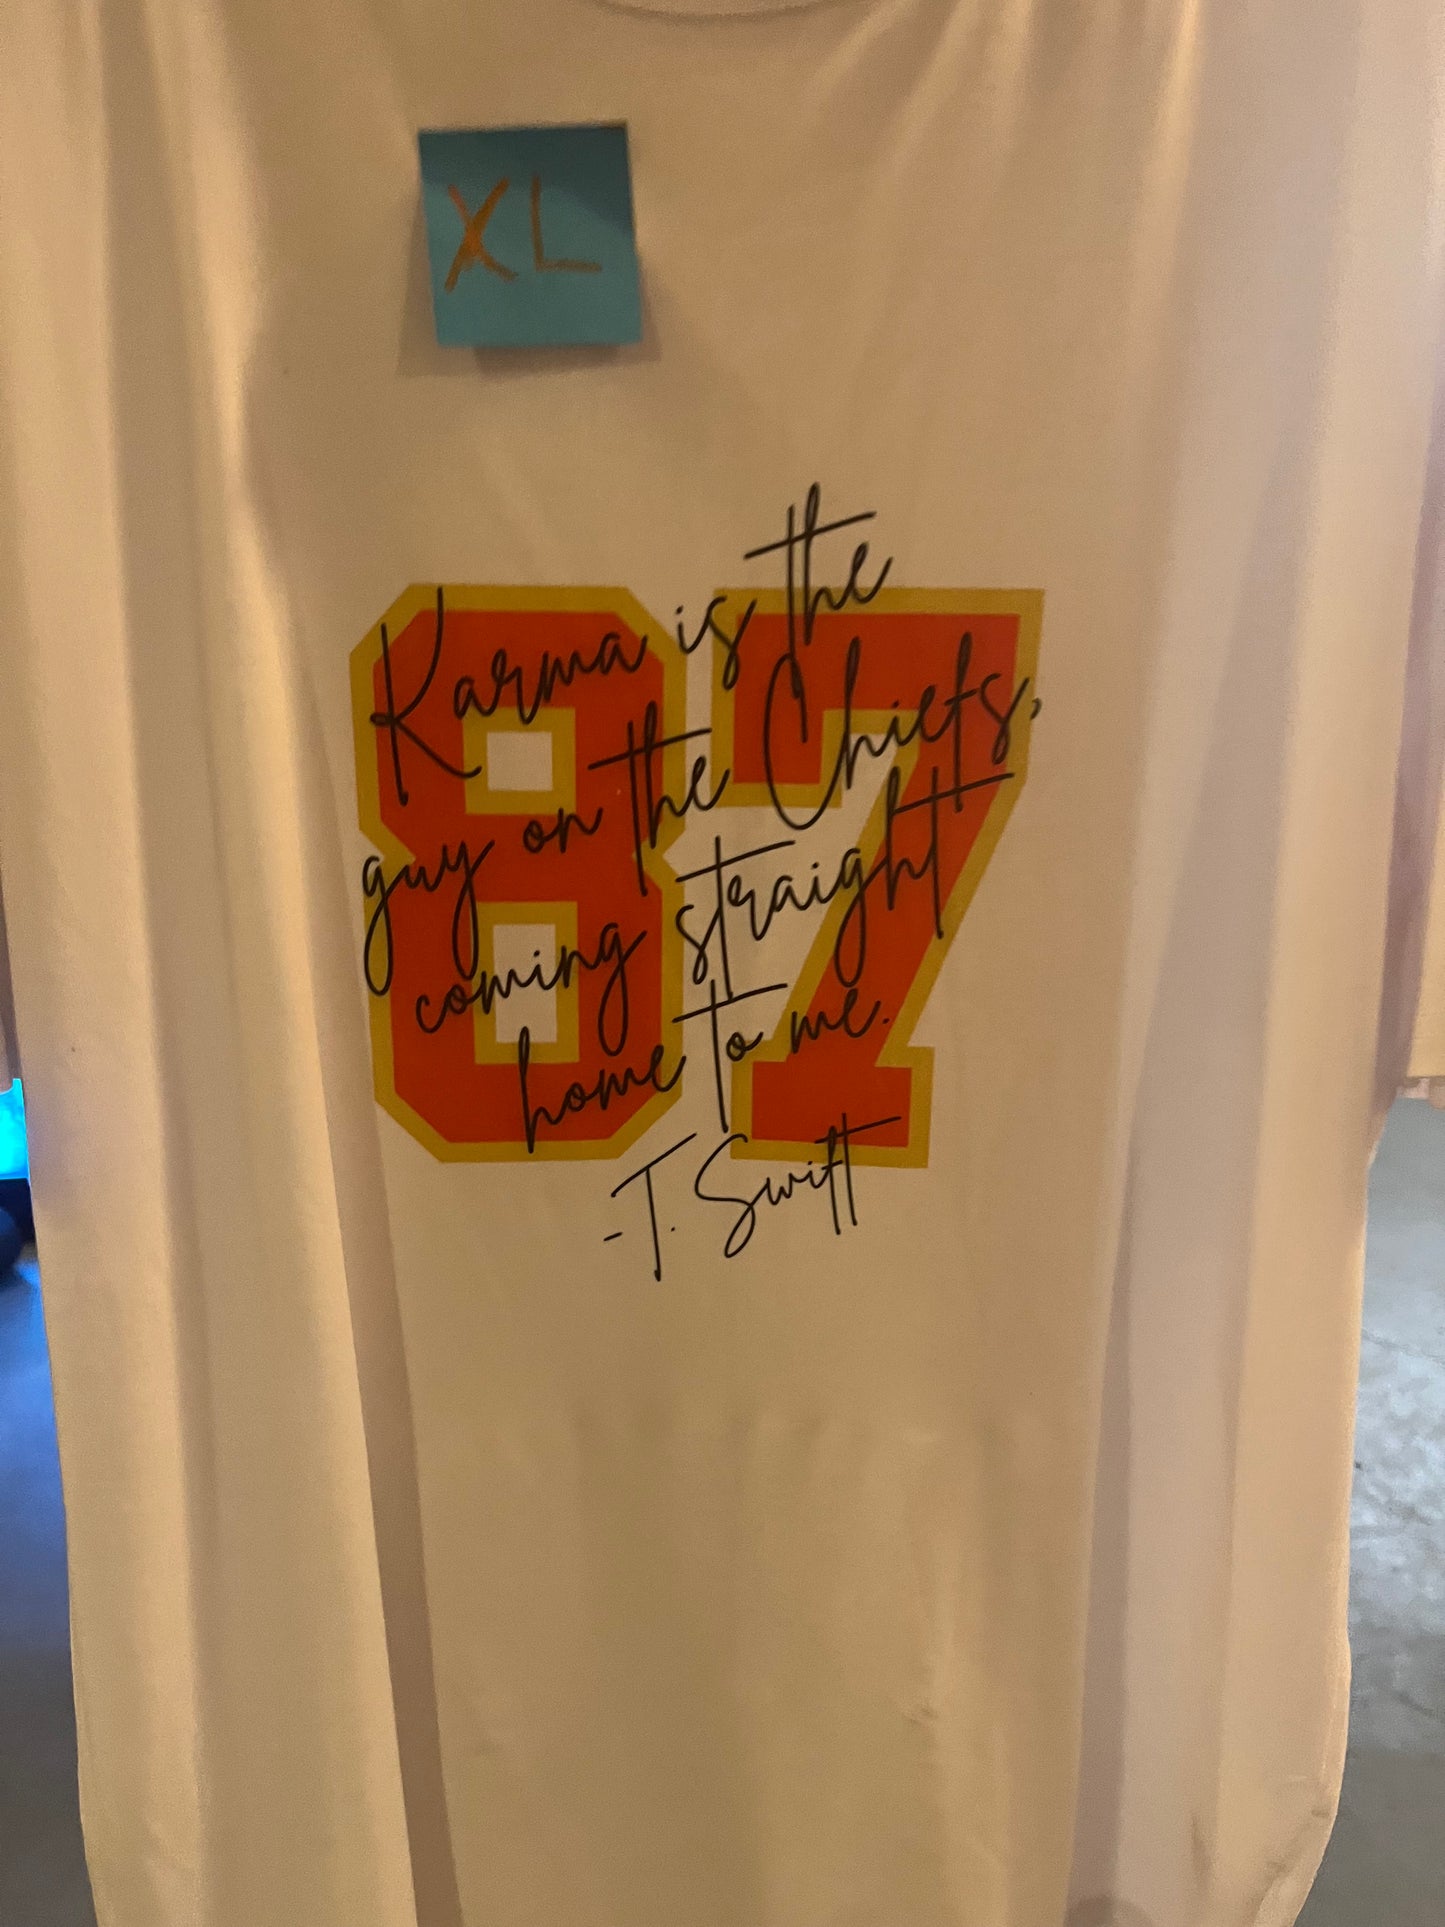 XL
87
Karma is the
guy on the Chiefs,
coming straight
home to me.
-T. Swift